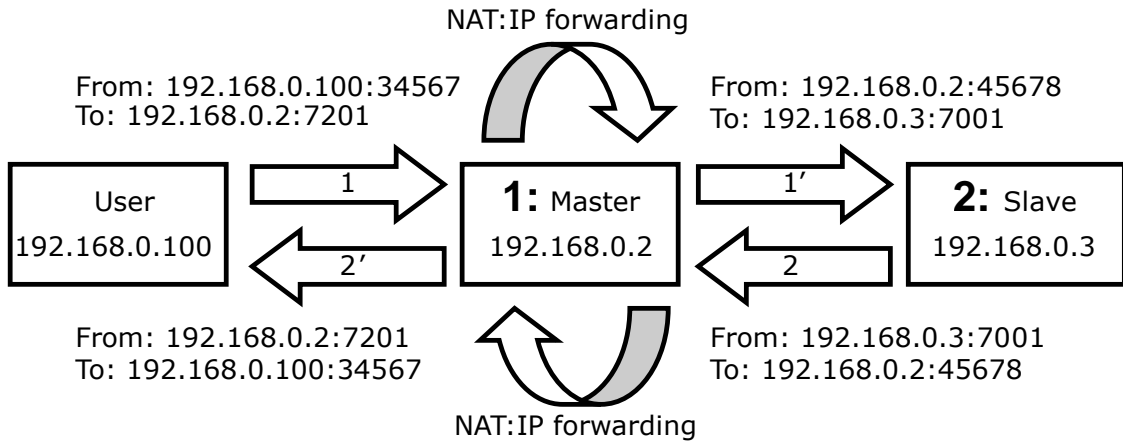 NAT:IP forwarding
From: 192.168.0.100:34567
To: 192.168.0.2:7201
From: 192.168.0.2:45678
To: 192.168.0.3:7001
User
192.168.0.100
1
2′
1: Master
192.168.0.2
1′
2
2: Slave
192.168.0.3
From: 192.168.0.2:7201
To: 192.168.0.100:34567
From: 192.168.0.3:7001
To: 192.168.0.2:45678
NAT:IP forwarding